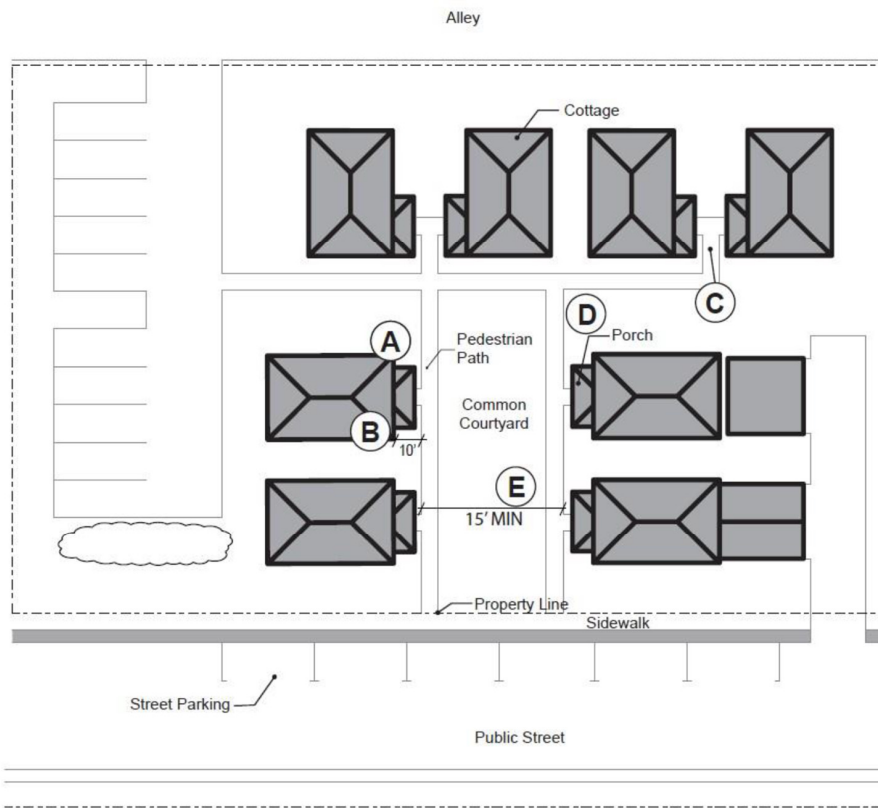 Alley
Cottage
C
D
A
Porch
Pedestrian
Path
Common
Courtyard
B
10'
E
15' MIN
Property Line
Sidewalk
Street Parking
Public Street